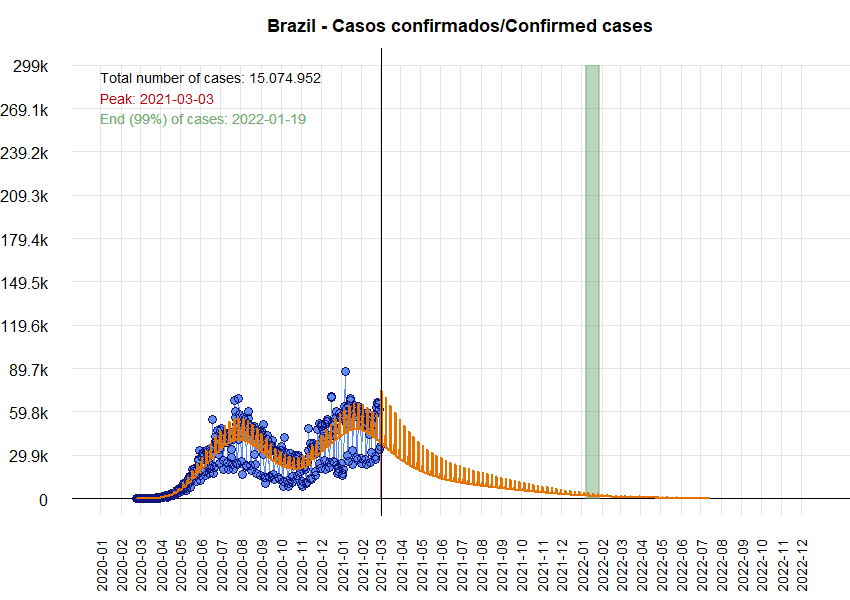 Brazil - Casos confirmados/Confirmed cases
299k
Total number of cases: 15.074.952
Peak: 2021-03-03
269.1k
End (99%) of cases: 2022-01-19
239.2k
209.3k
179.4k
149.5k
119.6k
89.7k
59.8k
29.9k
0
2020-01
2020-02
2020-03
2020-04
2020-05
2020-06
2020-07
2020-08
2020-09
2020-10
2020-11
2020-12
2021-01
2021-02
2021-03
2021-04
2021-05
2021-06
2021-07
2021-08
2021-09
2021-10
2021-11
2021-12
2022-01
2022-02
2022-03
2022-04
2022-05
2022-06
2022-07
2022-08
2022-09
2022-10
2022-11
2022-12